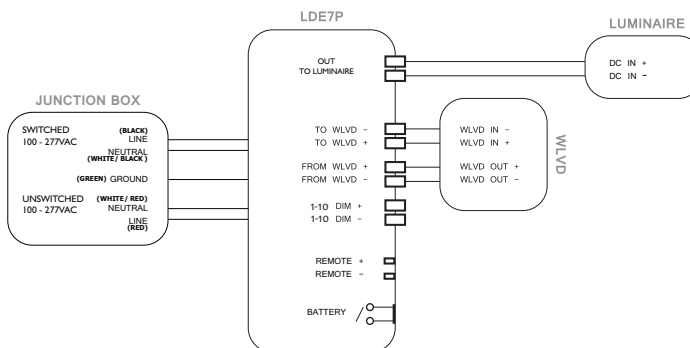 LDE7P
LUMINAIRE
OUT
TO LUMINAIRE
DC IN +
DC IN -
JUNCTION BOX
SWITCHED
100 - 277VAC
(BLACK)
LINE
NEUTRAL
(WHITE/BLACK)
(GREEN) GROUND
UNSWITCHED
100 - 277VAC
(WHITE/RED)
NEUTRAL
LINE
(RED)
TO WLVD -
TO WLVD +
FROM WLVD +
FROM WLVD -
1-10 DIM +
1-10 DIM -
REMOTE +
REMOTE -
BATTERY
WLVD IN -
WLVD IN +
WLVD OUT +
WLVD OUT -
WLVD